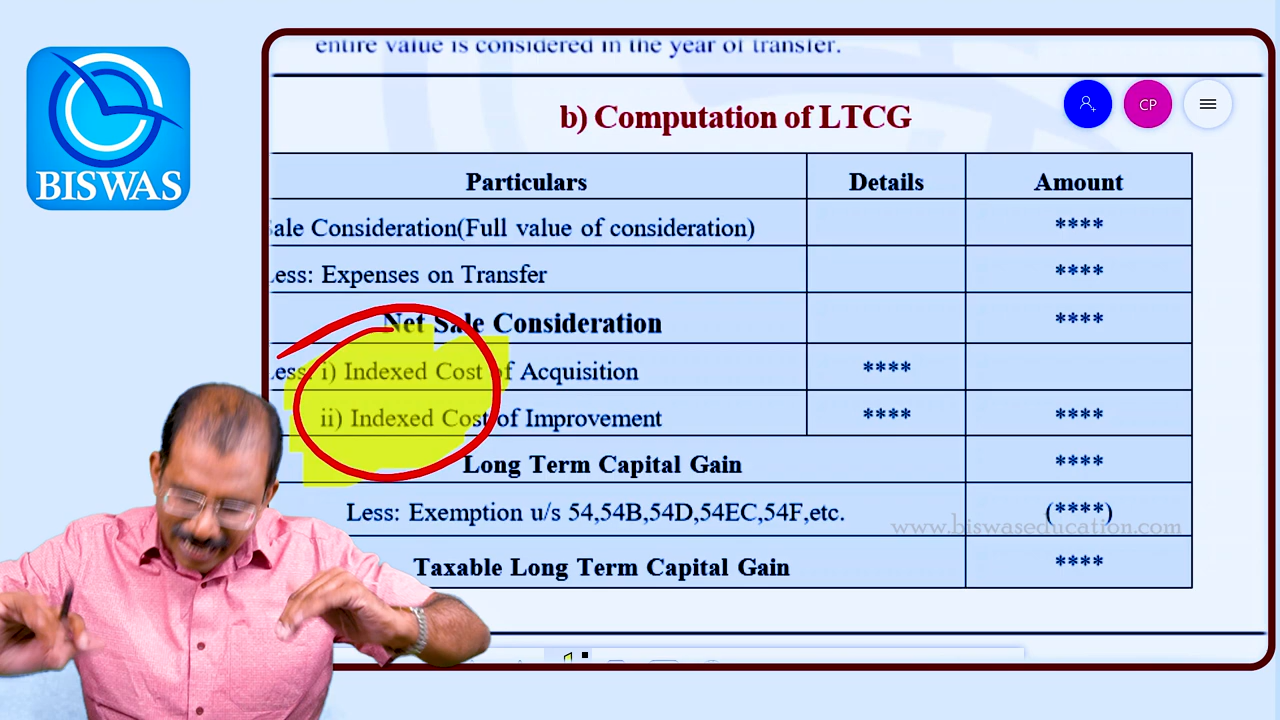 BISWAS
entire value is considered in the year of transfer.
b) Computation of LTCG
CP
Particulars Details Amount
Sale Consideration(Full value of consideration) ****
Less: Expenses on Transfer ****
Net Sale Consideration ****
Less: i) Indexed Cost of Acquisition ****
ii) Indexed Cost of Improvement **** ****
Long Term Capital Gain ****
Less: Exemption u/s 54,54B,54D,54EC,54F,etc. (****)
www.biswaseducation.com
Taxable Long Term Capital Gain ****